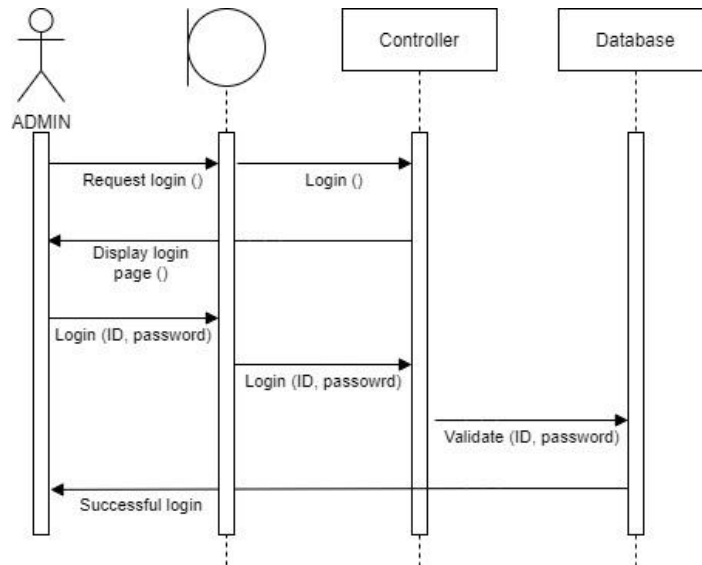 Controller
Database
ADMIN
Request login ()
Login ()
Display login
page ()
Login (ID, password)
Login (ID, passowrd)
Validate (ID, password)
Successful login